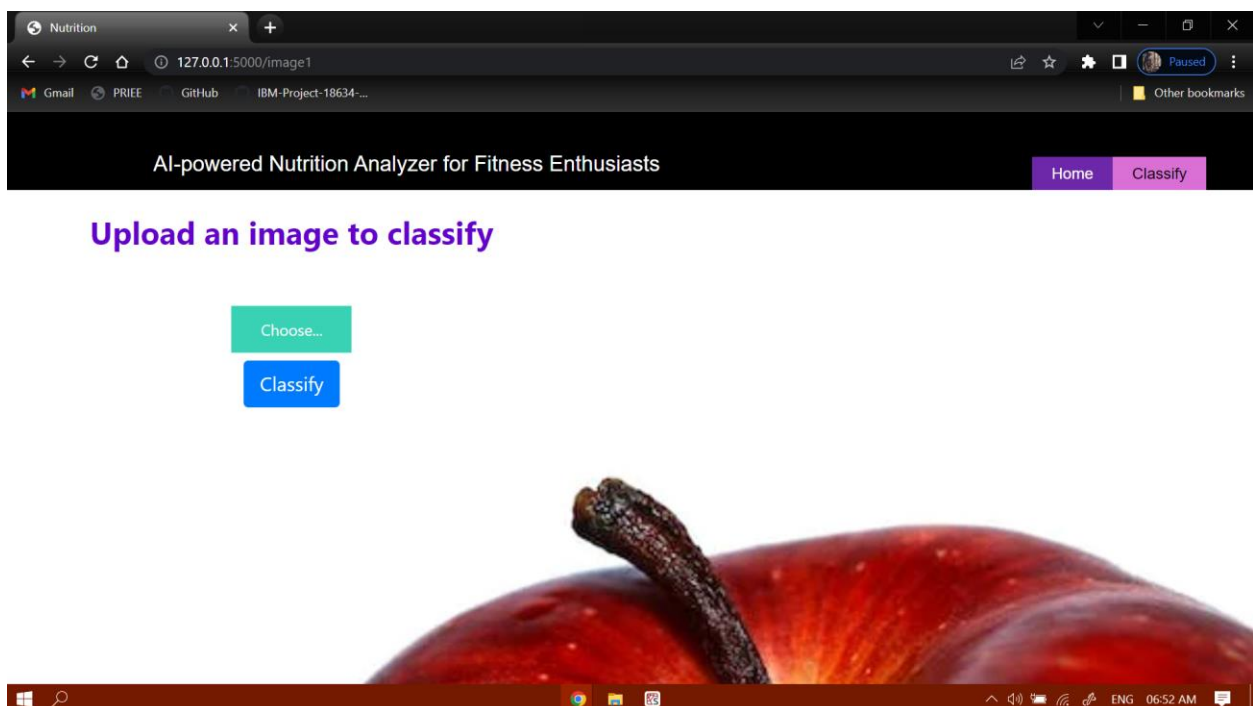 Nutrition
127.0.0.1:5000/image1
Paused
Gmail PRIEE GitHub IBM-Project-18634-... Other bookmarks
AI-powered Nutrition Analyzer for Fitness Enthusiasts
Home Classify
Upload an image to classify
Choose...
Classify
ENG 06:52 AM